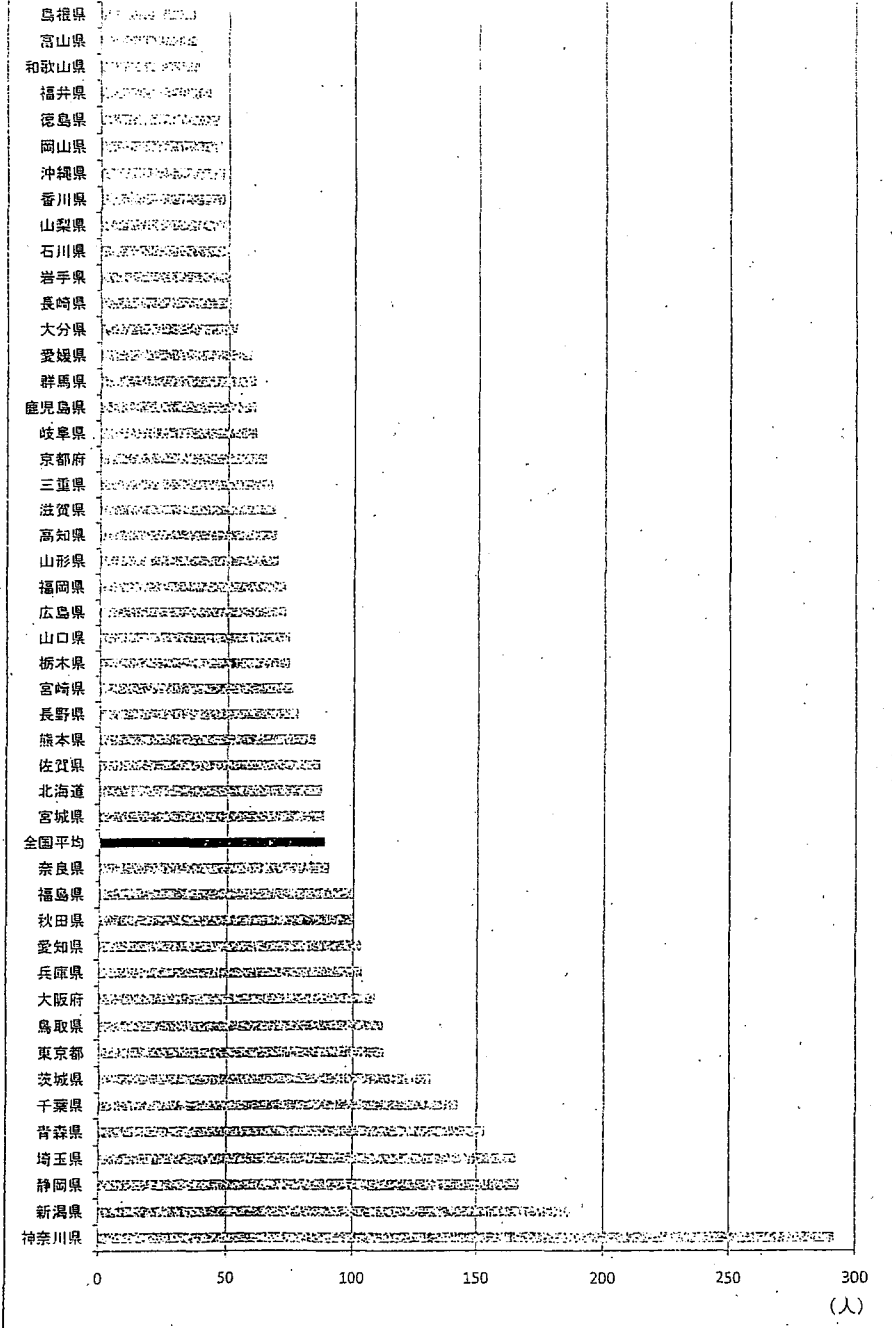 島根県
富山県
和歌山県
福井県
徳島県
岡山県
沖縄県
香川県
山梨県
石川県
岩手県
長崎県
大分県
愛媛県
群馬県
鹿児島県
岐阜県
京都府
三重県
滋賀県
高知県
山形県
福岡県
広島県
山口県
栃木県
宮崎県
長野県
熊本県
佐賀県
北海道
宮城県
全国平均
奈良県
福島県
秋田県
愛知県
兵庫県
大阪府
鳥取県
東京都
茨城県
千葉県
青森県
埼玉県
静岡県
新潟県
神奈川県
0 50 100 150 200 250 300
(人)